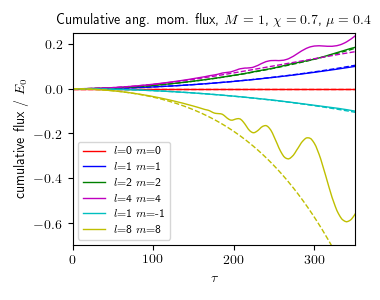 Cumulative ang. mom. flux, M = 1, χ = 0.7, μ = 0.4
cumulative flux / E₀
0.2
0.0
−0.2
−0.4
−0.6
l=0 m=0
l=1 m=1
l=2 m=2
l=4 m=4
l=1 m=-1
l=8 m=8
0 100 200 300
τ